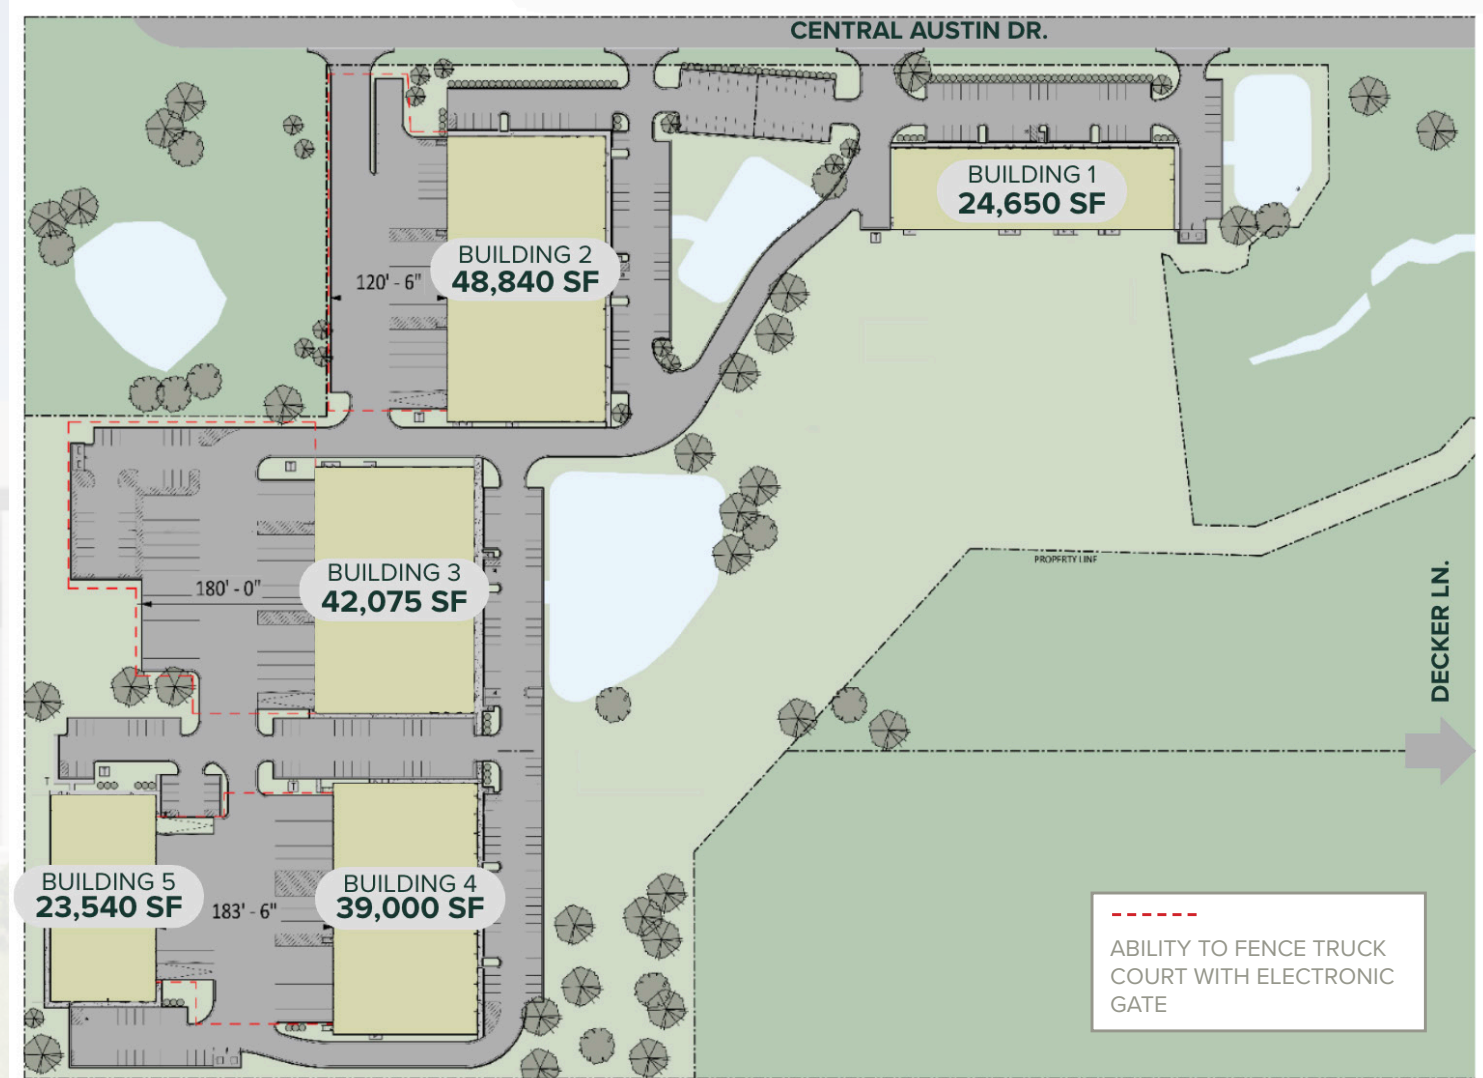 CENTRAL AUSTIN DR.
BUILDING 1
24,650 SF
BUILDING 2
48,840 SF
120' - 6"
BUILDING 3
42,075 SF
180' - 0"
PROPERTY LINE
DECKER LN.
BUILDING 5
23,540 SF
183' - 6"
BUILDING 4
39,000 SF
ABILITY TO FENCE TRUCK
COURT WITH ELECTRONIC
GATE
T
T
T
T
T
T